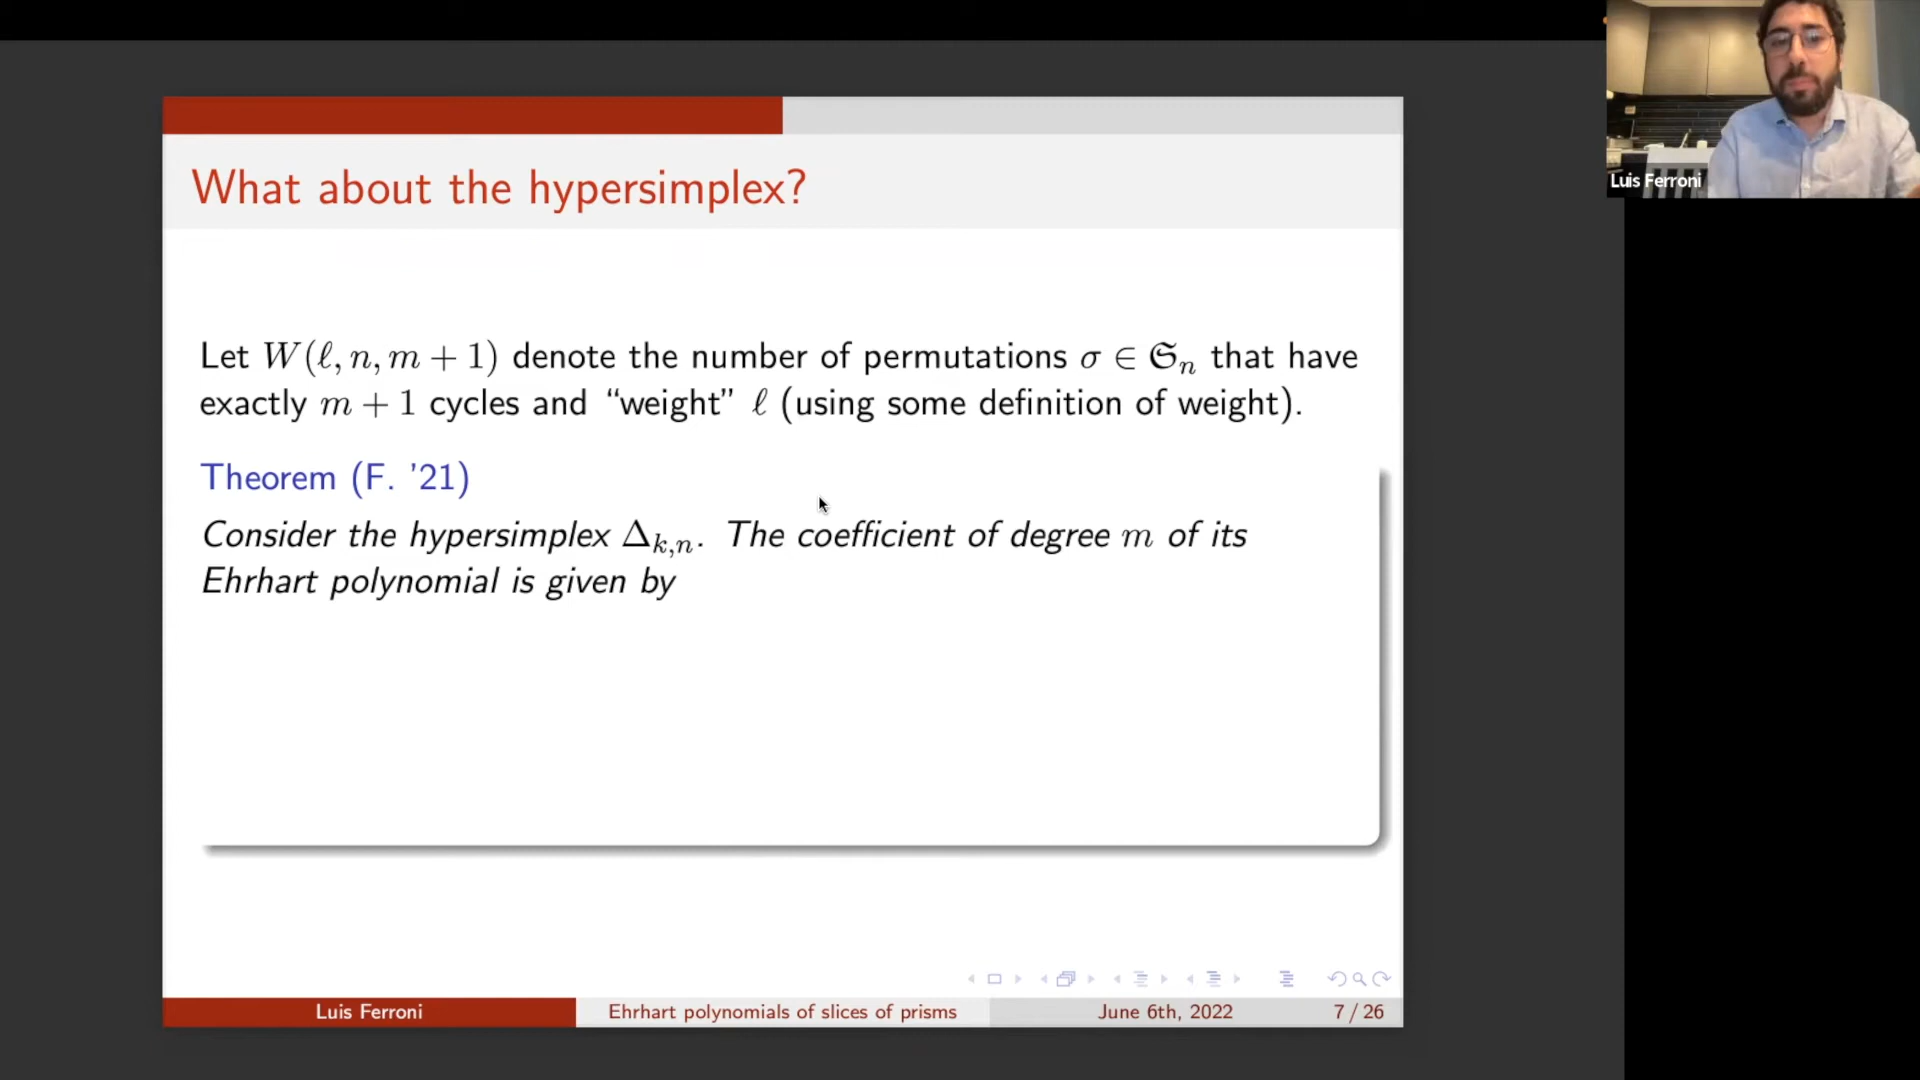 Luis Ferroni
What about the hypersimplex?
Let W(ℓ, n, m + 1) denote the number of permutations σ ∈ 𝔖ₙ that have
exactly m + 1 cycles and “weight” ℓ (using some definition of weight).
Theorem (F. ’21)
Consider the hypersimplex Δₖ,ₙ. The coefficient of degree m of its
Ehrhart polynomial is given by
Luis Ferroni Ehrhart polynomials of slices of prisms June 6th, 2022 7 / 26